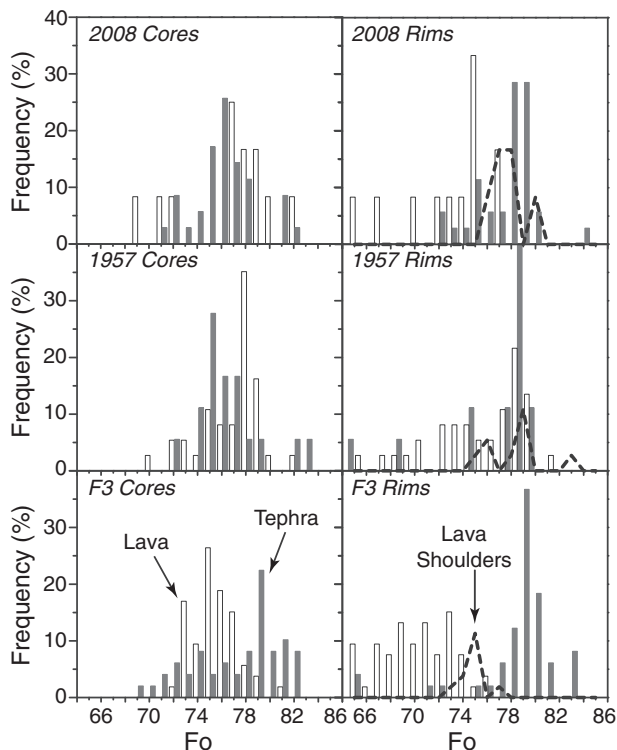 2008 Cores
2008 Rims
Frequency (%)
40
30
20
10
0
1957 Cores
1957 Rims
Frequency (%)
30
20
10
0
F3 Cores
F3 Rims
Lava
Tephra
Lava
Shoulders
Frequency (%)
30
20
10
0
66 70 74 78 82 86
66 70 74 78 82 86
Fo
Fo